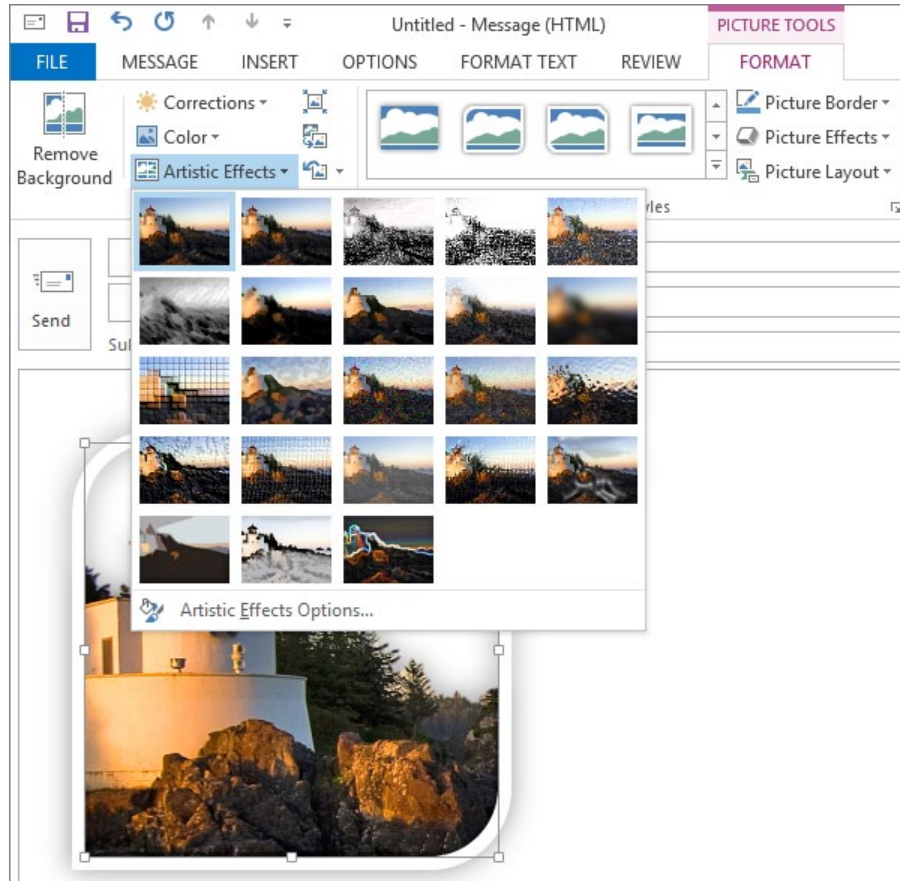 Untitled - Message (HTML)
PICTURE TOOLS
FILE MESSAGE INSERT OPTIONS FORMAT TEXT REVIEW FORMAT
Remove
Background
Corrections
Color
Artistic Effects
Picture Border
Picture Effects
Picture Layout
yles
Send
Su
Artistic Effects Options...